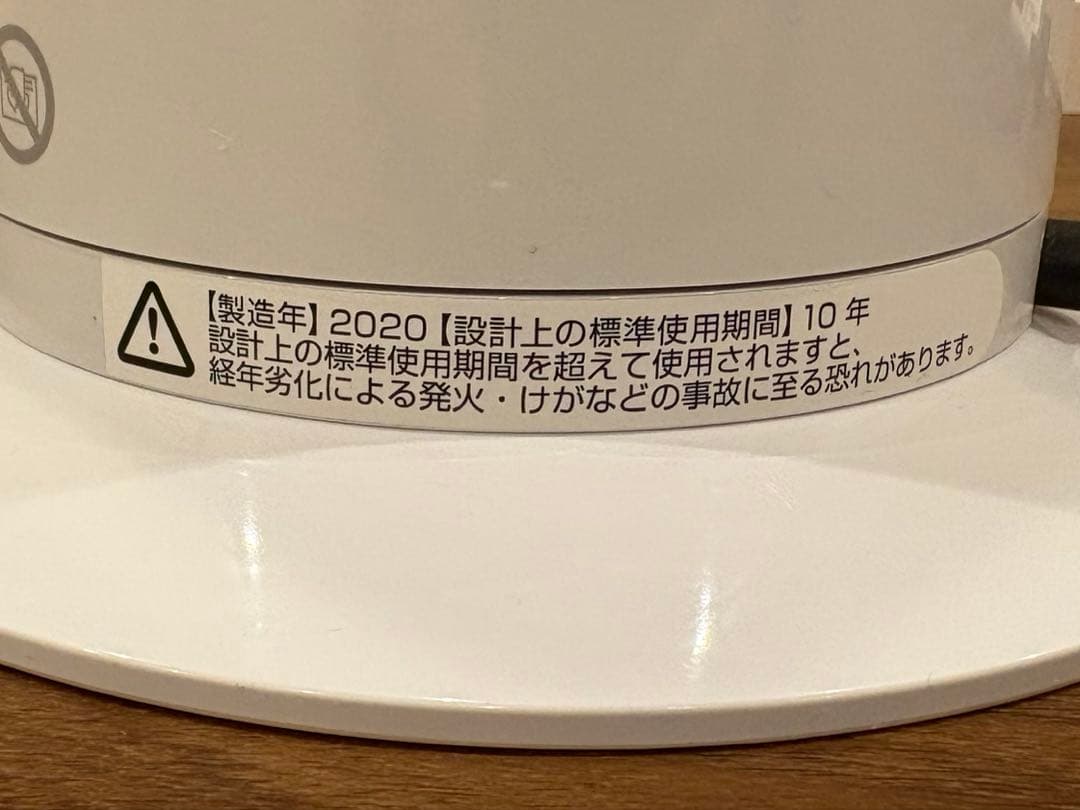 【製造年】2020【設計上の標準使用期間】10年
設計上の標準使用期間を超えて使用されますと、
経年劣化による発火・けがなどの事故に至る恐れがあります。